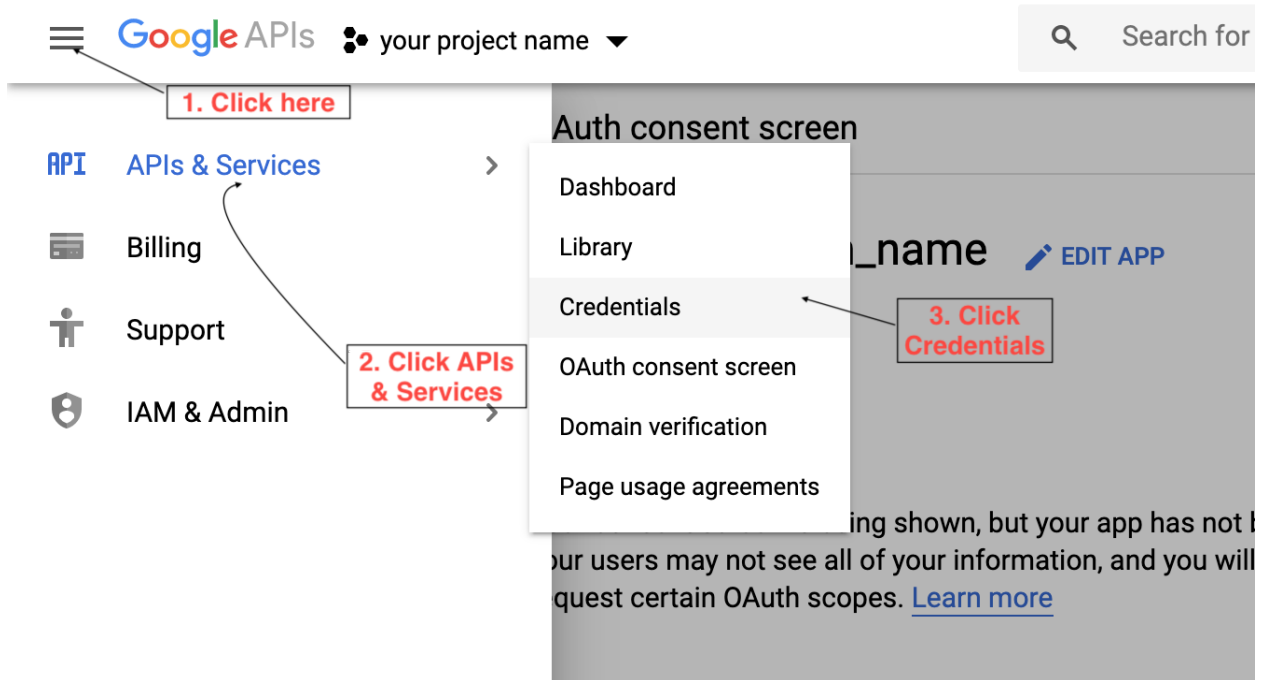 Google APIs your project name Search for
1. Click here
Auth consent screen
API APIs & Services
Dashboard
Billing
Library
_name EDIT APP
Credentials
3. Click
Credentials
Support
2. Click APIs
& Services
OAuth consent screen
IAM & Admin
Domain verification
Page usage agreements
ing shown, but your app has not
our users may not see all of your information, and you will
quest certain OAuth scopes. Learn more